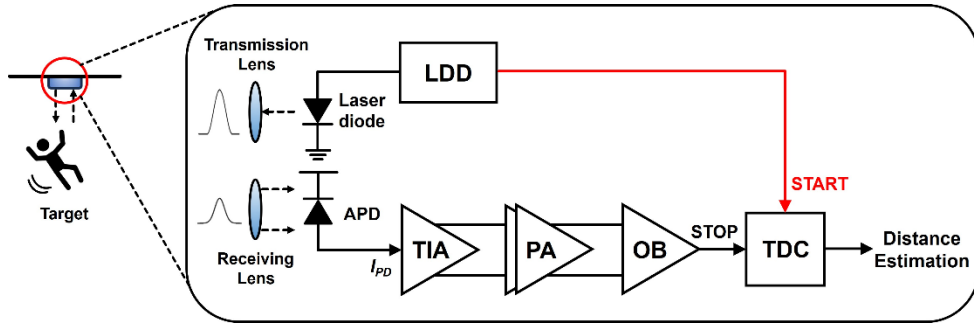 Target
Transmission
Lens
LDD
Laser
diode
START
APD
Receiving
Lens
I_PD
TIA
PA
OB
STOP
TDC
Distance
Estimation